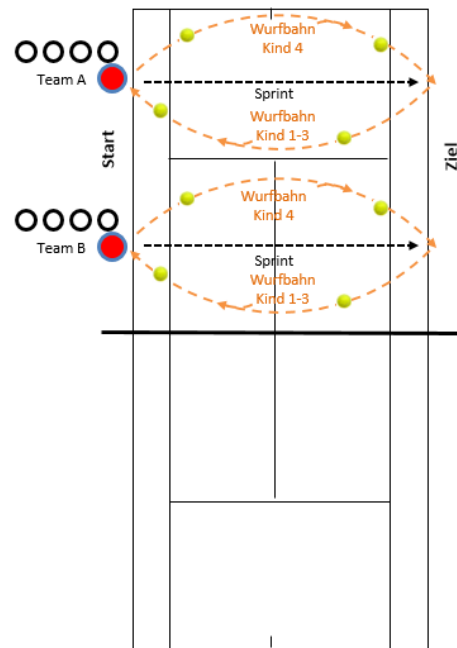 Wurfbahn
Kind 4
Team A
Sprint
Wurfbahn
Kind 1-3
Start
Ziel
Wurfbahn
Kind 4
Team B
Sprint
Wurfbahn
Kind 1-3